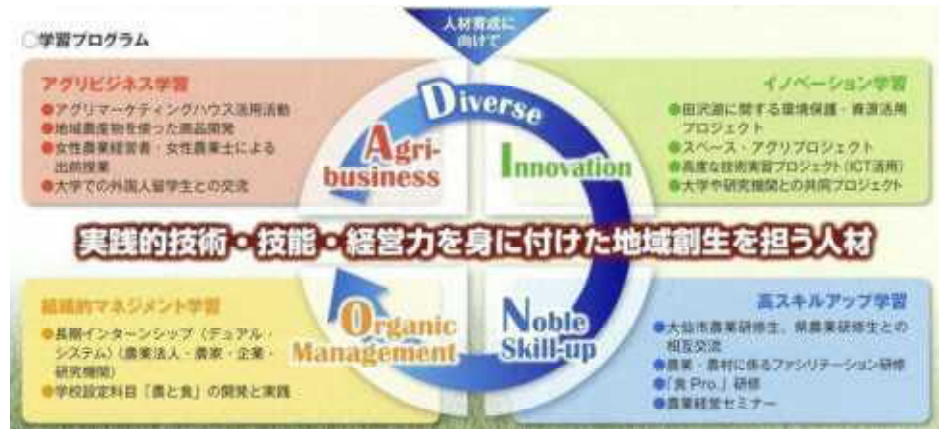 人材育成に
向けて
○学習プログラム
アグリビジネス学習
●アグリマーケティングハウス活用活動
●地域農産物を使った商品開発
●女性農業経営者・女性農業士による
出前授業
●大学での外国人留学生との交流
Diverse
Agri-
business
Innovation
イノベーション学習
●田沢湖に関する環境保護・資源活用
プロジェクト
●スペース・アグリプロジェクト
●高度な技術実習プロジェクト(ICT活用)
●大学や研究機関との共同プロジェクト
実践的技術・技能・経営力を身に付けた地域創生を担う人材
組織的マネジメント学習
●長期インターンシップ（デュアル・
システム）（農業法人・農家・企業・
研究機関）
●学校設定科目「農と食」の開発と実践
Organic
Management
Noble
Skill-up
高スキルアップ学習
●大仙市農業研修生、県農業研修生との
相互交流
●農業・農村に係るファシリテーション研修
●「食 Pro.」研修
●農業経営セミナー